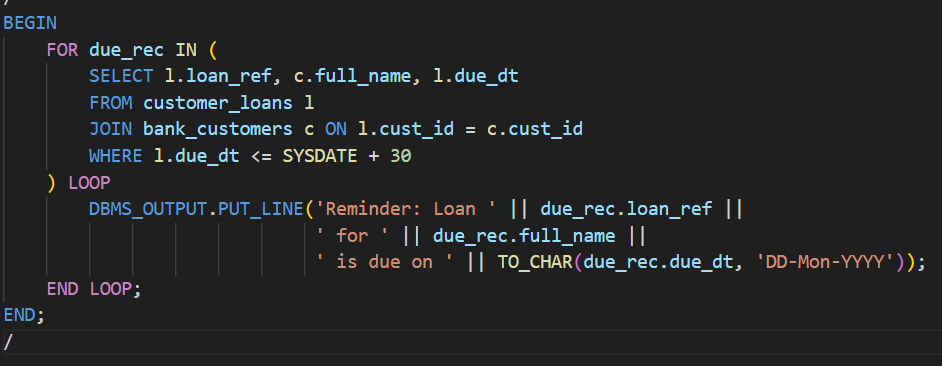 /
BEGIN
    FOR due_rec IN (
        SELECT l.loan_ref, c.full_name, l.due_dt
        FROM customer_loans l
        JOIN bank_customers c ON l.cust_id = c.cust_id
        WHERE l.due_dt <= SYSDATE + 30
    ) LOOP
        DBMS_OUTPUT.PUT_LINE('Reminder: Loan ' || due_rec.loan_ref ||
                             ' for ' || due_rec.full_name ||
                             ' is due on ' || TO_CHAR(due_rec.due_dt, 'DD-Mon-YYYY'));
    END LOOP;
END;
/